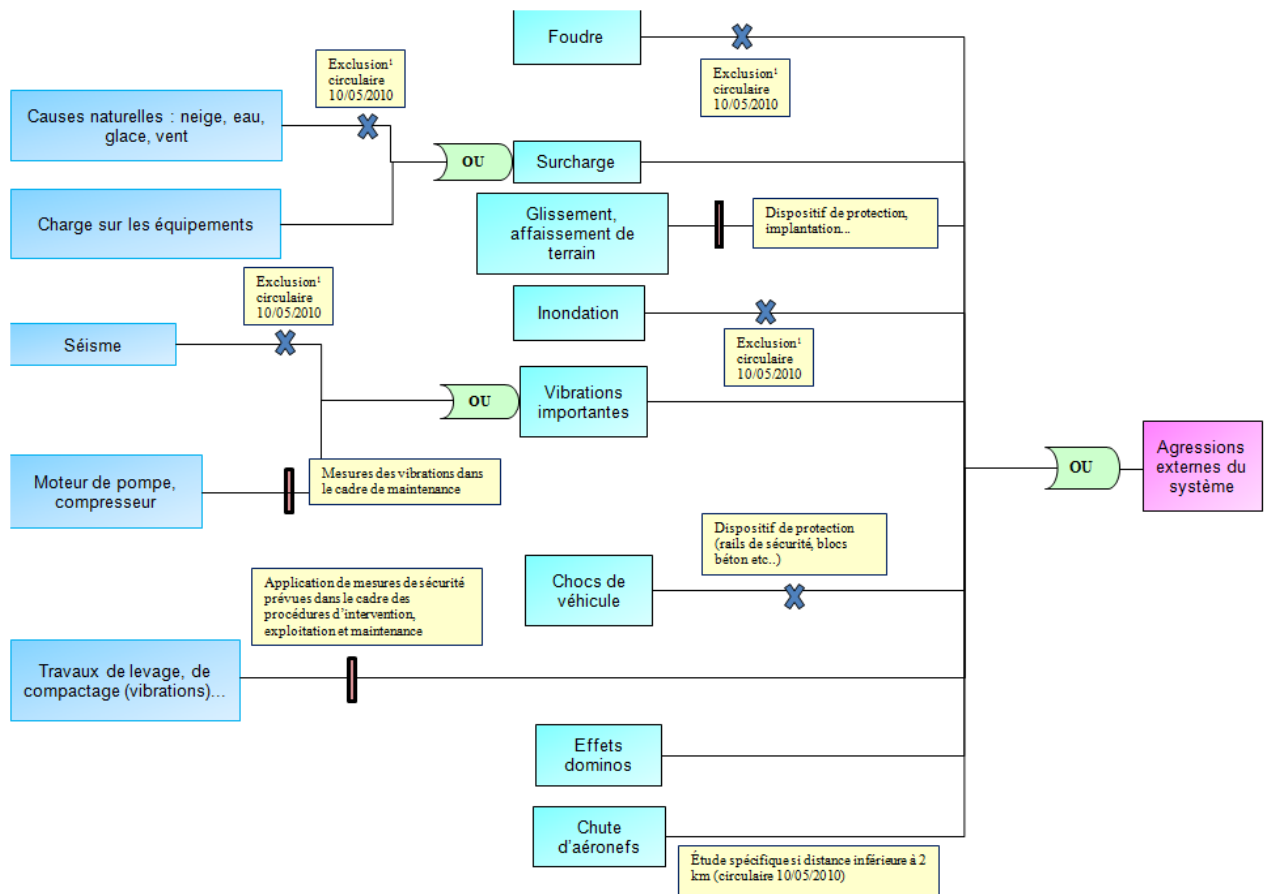 Foudre
Exclusion¹
circulaire
10/05/2010
Exclusion¹
circulaire
10/05/2010
Causes naturelles : neige, eau,
glace, vent
OU
Surcharge
Charge sur les équipements
Glissement,
affaissement de
terrain
Dispositif de protection,
implantation...
Exclusion¹
circulaire
10/05/2010
Inondation
Exclusion¹
circulaire
10/05/2010
Séisme
OU
Vibrations
importantes
Moteur de pompe,
compresseur
Mesures des vibrations dans
le cadre de maintenance
OU
Agressions
externes du
système
Dispositif de protection
(rails de sécurité, blocs
béton etc..)
Chocs de
véhicule
Application de mesures de sécurité
prévues dans le cadre des
procédures d’intervention,
exploitation et maintenance
Travaux de levage, de
compactage (vibrations)...
Effets
dominos
Chute
d’aéronefs
Étude spécifique si distance inférieure à 2
km (circulaire 10/05/2010)